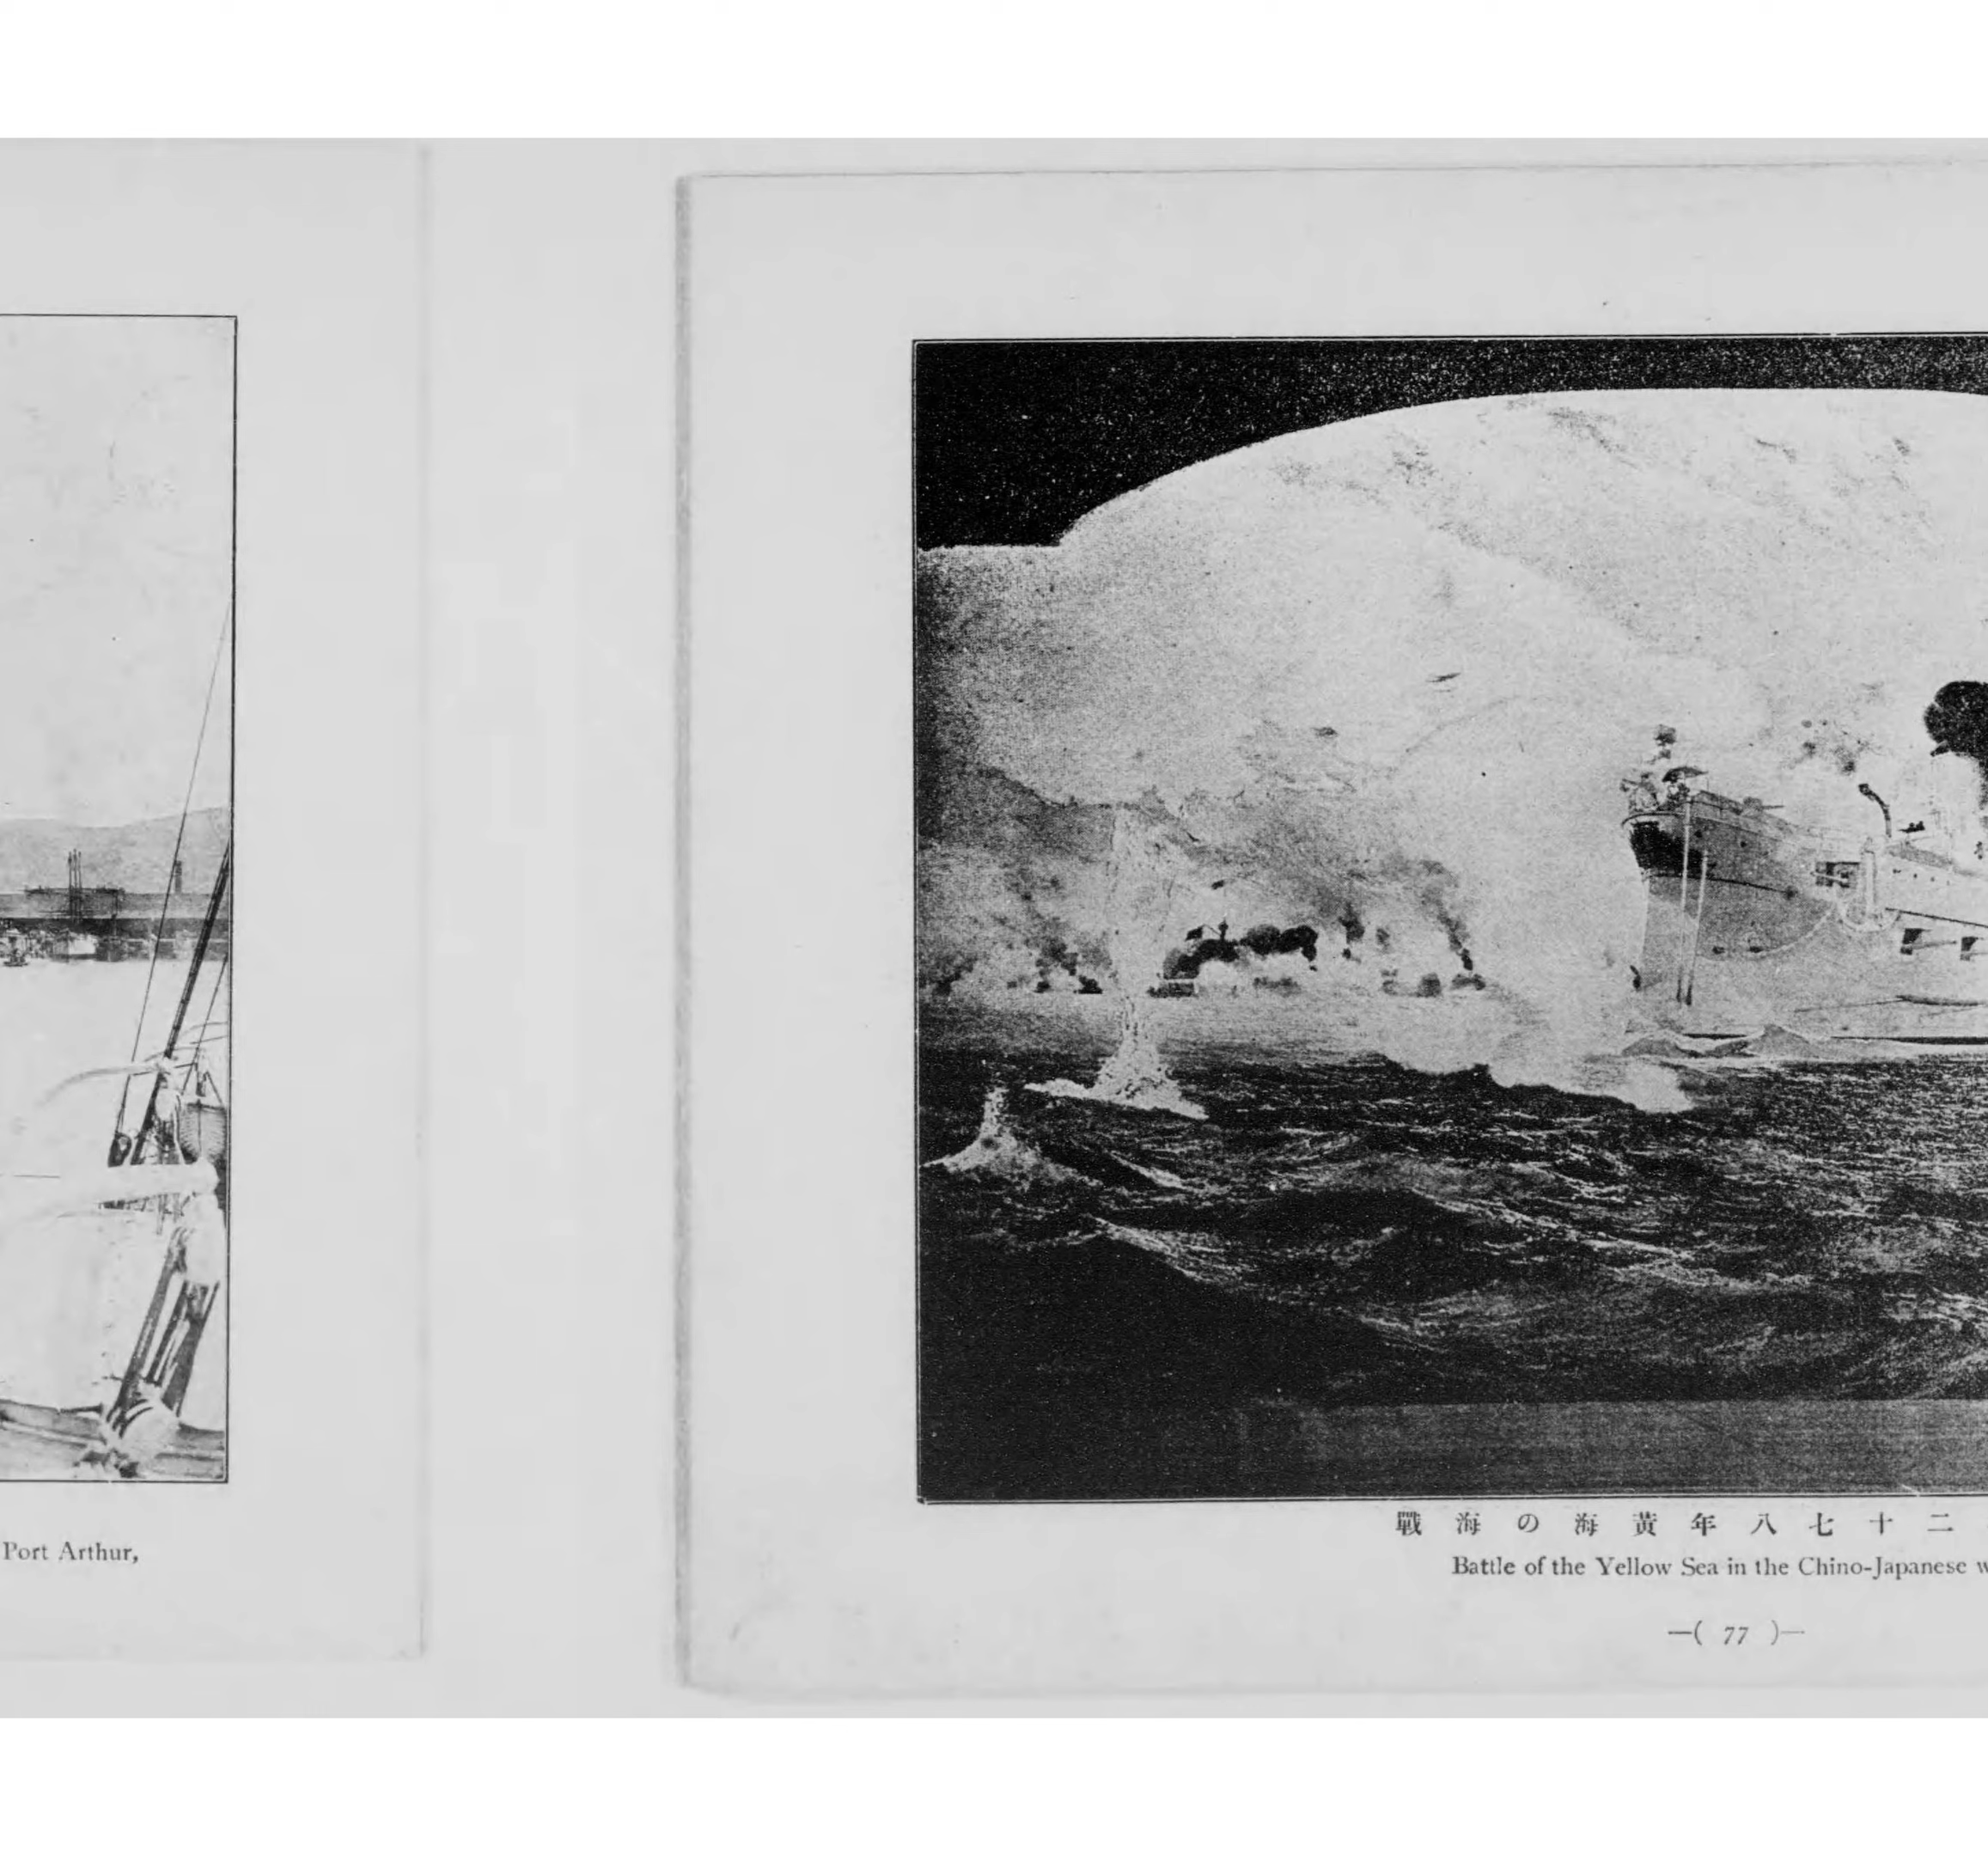 Port Arthur,
二十七八年黃海の海戰
Battle of the Yellow Sea in the Chino-Japanese
—( 77 )—